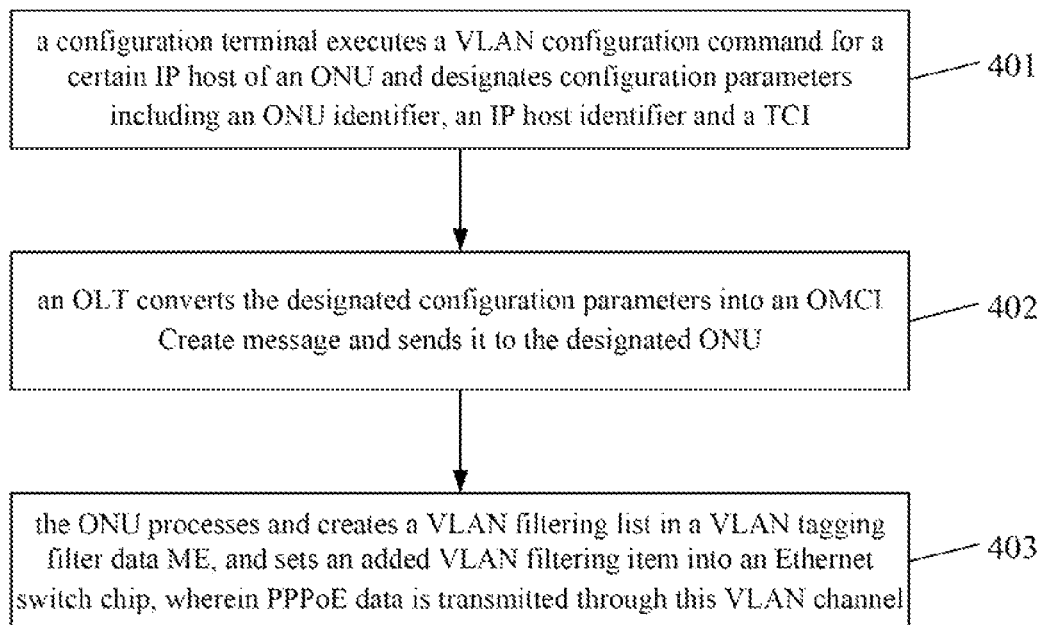 a configuration terminal executes a VLAN configuration command for a
certain IP host of an ONU and designates configuration parameters
including an ONU identifier, an IP host identifier and a TCI
401
an OLT converts the designated configuration parameters into an OMCI
Create message and sends it to the designated ONU
402
the ONU processes and creates a VLAN filtering list in a VLAN tagging
filter data ME, and sets an added VLAN filtering item into an Ethernet
switch chip, wherein PPPoE data is transmitted through this VLAN channel
403